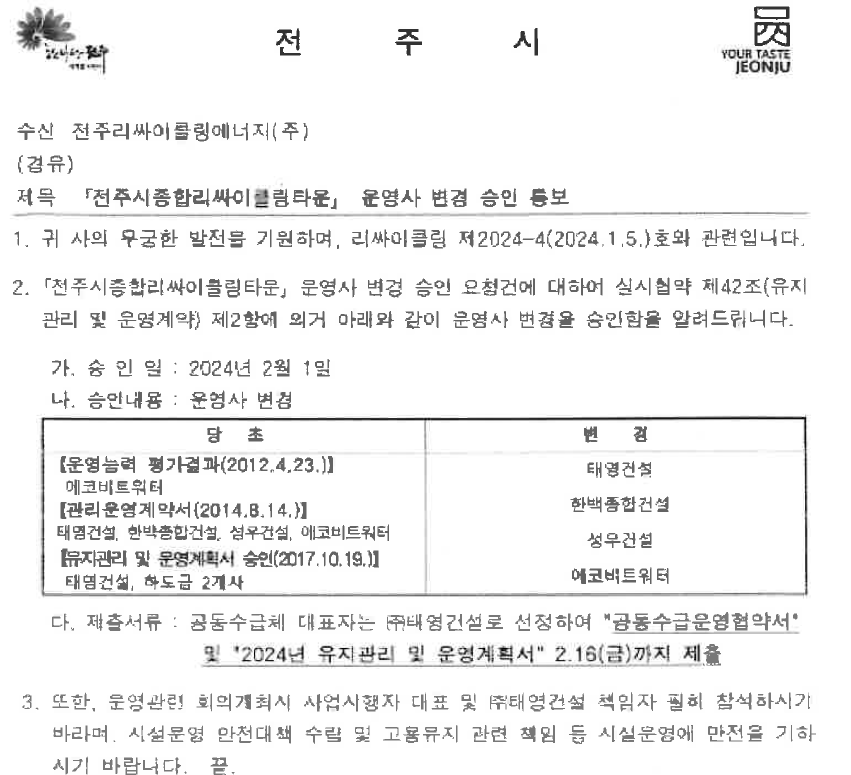 전 주 시
YOUR TASTE
JEONJU
수신 전주리싸이클링에너지(주)
(경유)
제목 「전주시종합리싸이클링타운」 운영사 변경 승인 통보
1. 귀 사의 무궁한 발전을 기원하며, 리싸이클링 제2024-4(2024.1.5.)호와 관련입니다.
2. 「전주시종합리싸이클링타운」 운영사 변경 승인 요청건에 대하여 실시협약 제42조(유지
관리 및 운영계약) 제2항에 의거 아래와 같이 운영사 변경을 승인함을 알려드립니다.
가. 승 인 일 : 2024년 2월 1일
나. 승인내용 : 운영사 변경
당 초
변 경
【운영능력 평가결과(2012.4.23.)】
에코비트워터
【관리운영계약서(2014.8.14.)】
태영건설, 한백종합건설, 성우건설, 에코비트워터
【유지관리 및 운영계획서 승인(2017.10.19.)】
태영건설, 하도급 2개사
태영건설
한백종합건설
성우건설
에코비트워터
다. 제출서류 : 공동수급체 대표자는 ㈜태영건설로 선정하여 "공동수급운영협약서"
및 "2024년 유지관리 및 운영계획서" 2.16(금)까지 제출
3. 또한, 운영관련 회의개최시 사업시행자 대표 및 ㈜태영건설 책임자 필히 참석하시기
바라며, 시설운영 안전대책 수립 및 고용유지 관련 책임 등 시설운영에 만전을 기하
시기 바랍니다. 끝.